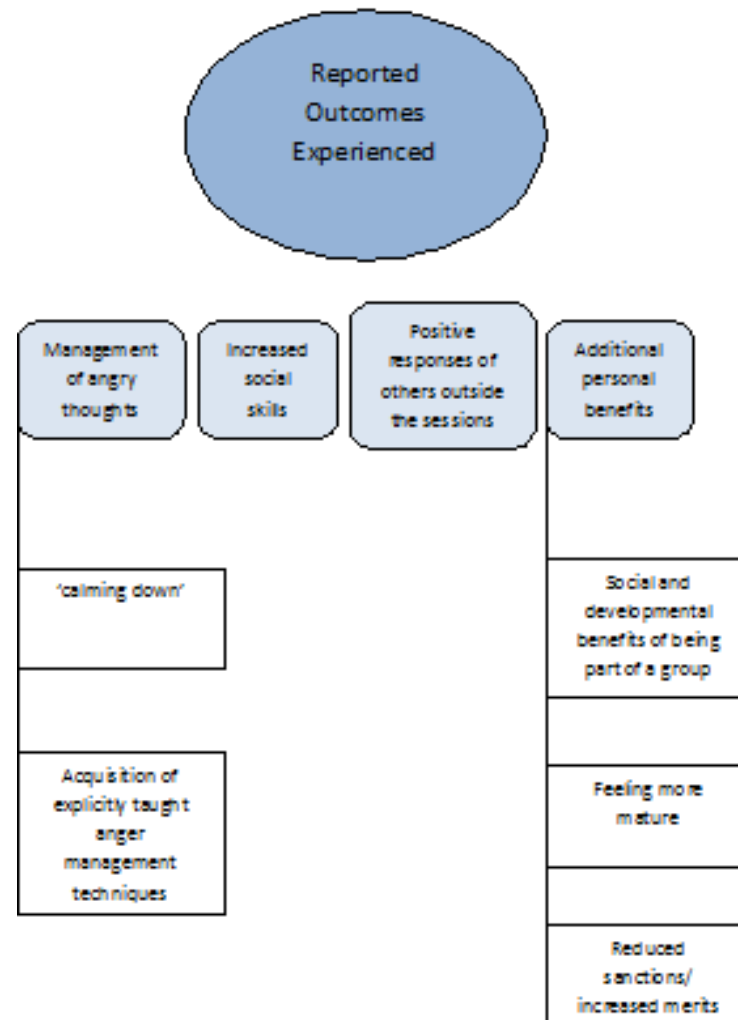 Reported
Outcomes
Experienced
Management
of angry
thoughts
Increased
social
skills
Positive
responses of
others outside
the sessions
Additional
personal
benefits
'calming down'
Acquisition of
explicitly taught
anger
management
techniques
Social and
developmental
benefits of being
part of a group
Feeling more
mature
Reduced
sanctions/
increased merits